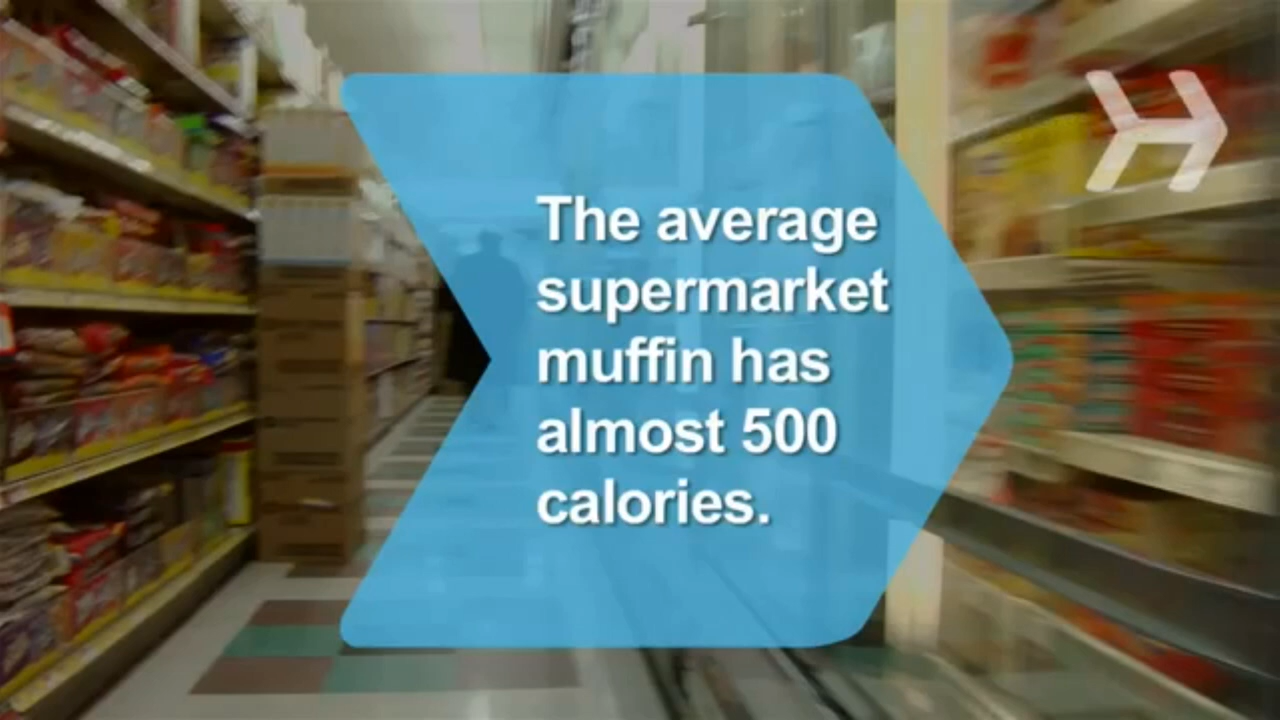 The average
supermarket
muffin has
almost 500
calories.